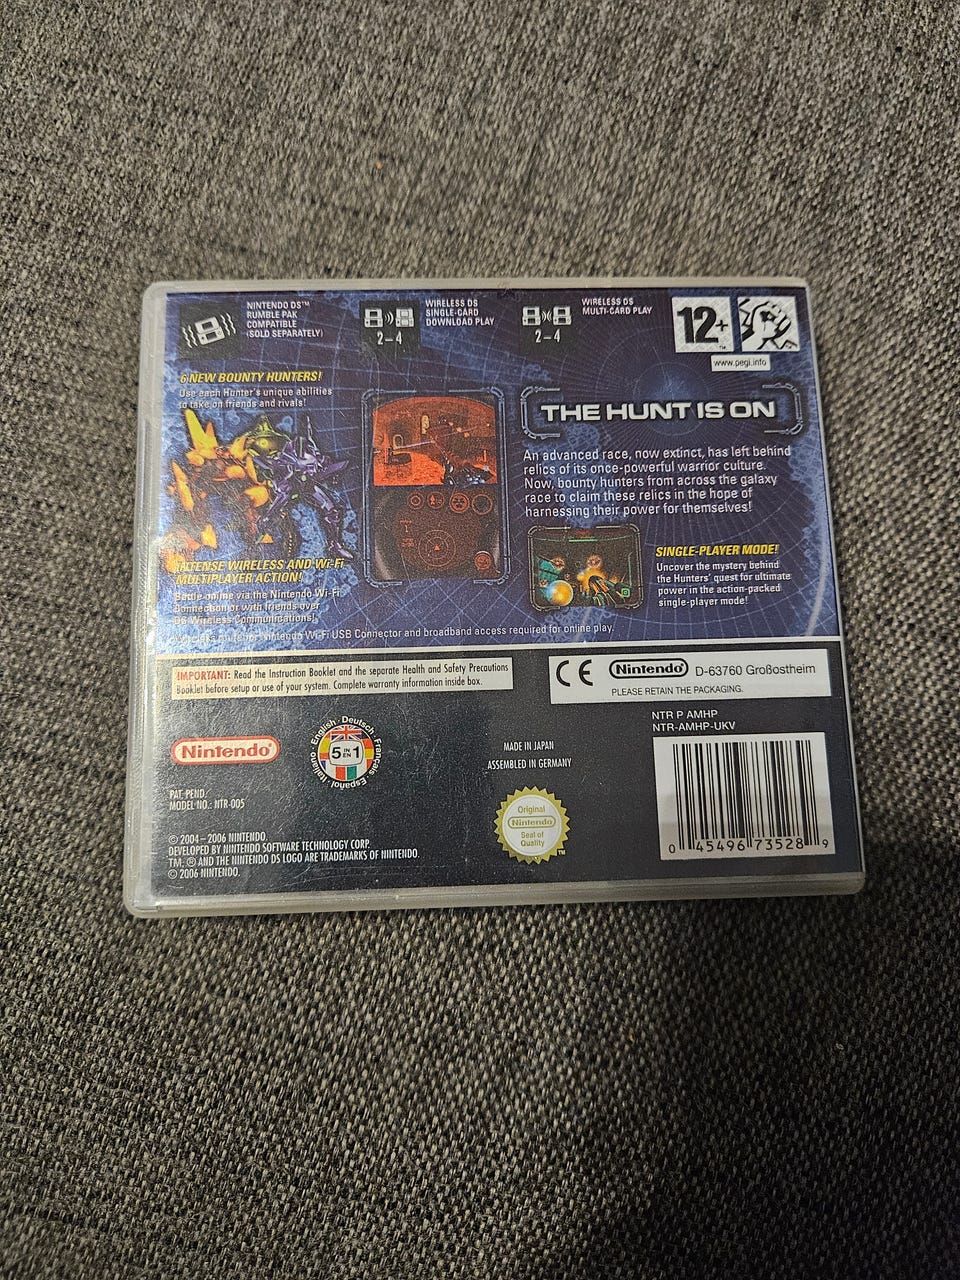 NINTENDO DS™
RUMBLE PAK
COMPATIBLE
(SOLD SEPARATELY)
WIRELESS DS
SINGLE-CARD
DOWNLOAD PLAY
2–4
WIRELESS DS
MULTI-CARD PLAY
2–4
12+
www.pegi.info
6 NEW BOUNTY HUNTERS!
Use each Hunter's unique abilities
to take on friends and rivals!
THE HUNT IS ON
An advanced race, now extinct, has left behind
relics of its once-powerful warrior culture.
Now, bounty hunters from across the galaxy
race to claim these relics in the hope of
harnessing their power for themselves!
INTENSE WIRELESS AND Wi-Fi
MULTIPLAYER ACTION!
Battle online via the Nintendo Wi-Fi
Connection or with friends over
DS Wireless Communications!
SINGLE-PLAYER MODE!
Uncover the mystery behind
the Hunters' quest for ultimate
power in the action-packed
single-player mode!
Nintendo Wi-Fi USB Connector and broadband access required for online play.
IMPORTANT: Read the Instruction Booklet and the separate Health and Safety Precautions
Booklet before setup or use of your system. Complete warranty information inside box.
CE Nintendo® D-63760 Großostheim
PLEASE RETAIN THE PACKAGING.
NTR P AMHP
NTR-AMHP-UKV
Nintendo®
English · Deutsch · Français · Español · Italiano
5 IN EN 1
MADE IN JAPAN
ASSEMBLED IN GERMANY
PAT. PEND.
MODEL NO.: NTR-005
Original
Nintendo
Seal of
Quality
TM
© 2004–2006 NINTENDO.
DEVELOPED BY NINTENDO SOFTWARE TECHNOLOGY CORP.
TM, ® AND THE NINTENDO DS LOGO ARE TRADEMARKS OF NINTENDO.
© 2006 NINTENDO.
0 45496 73528 9